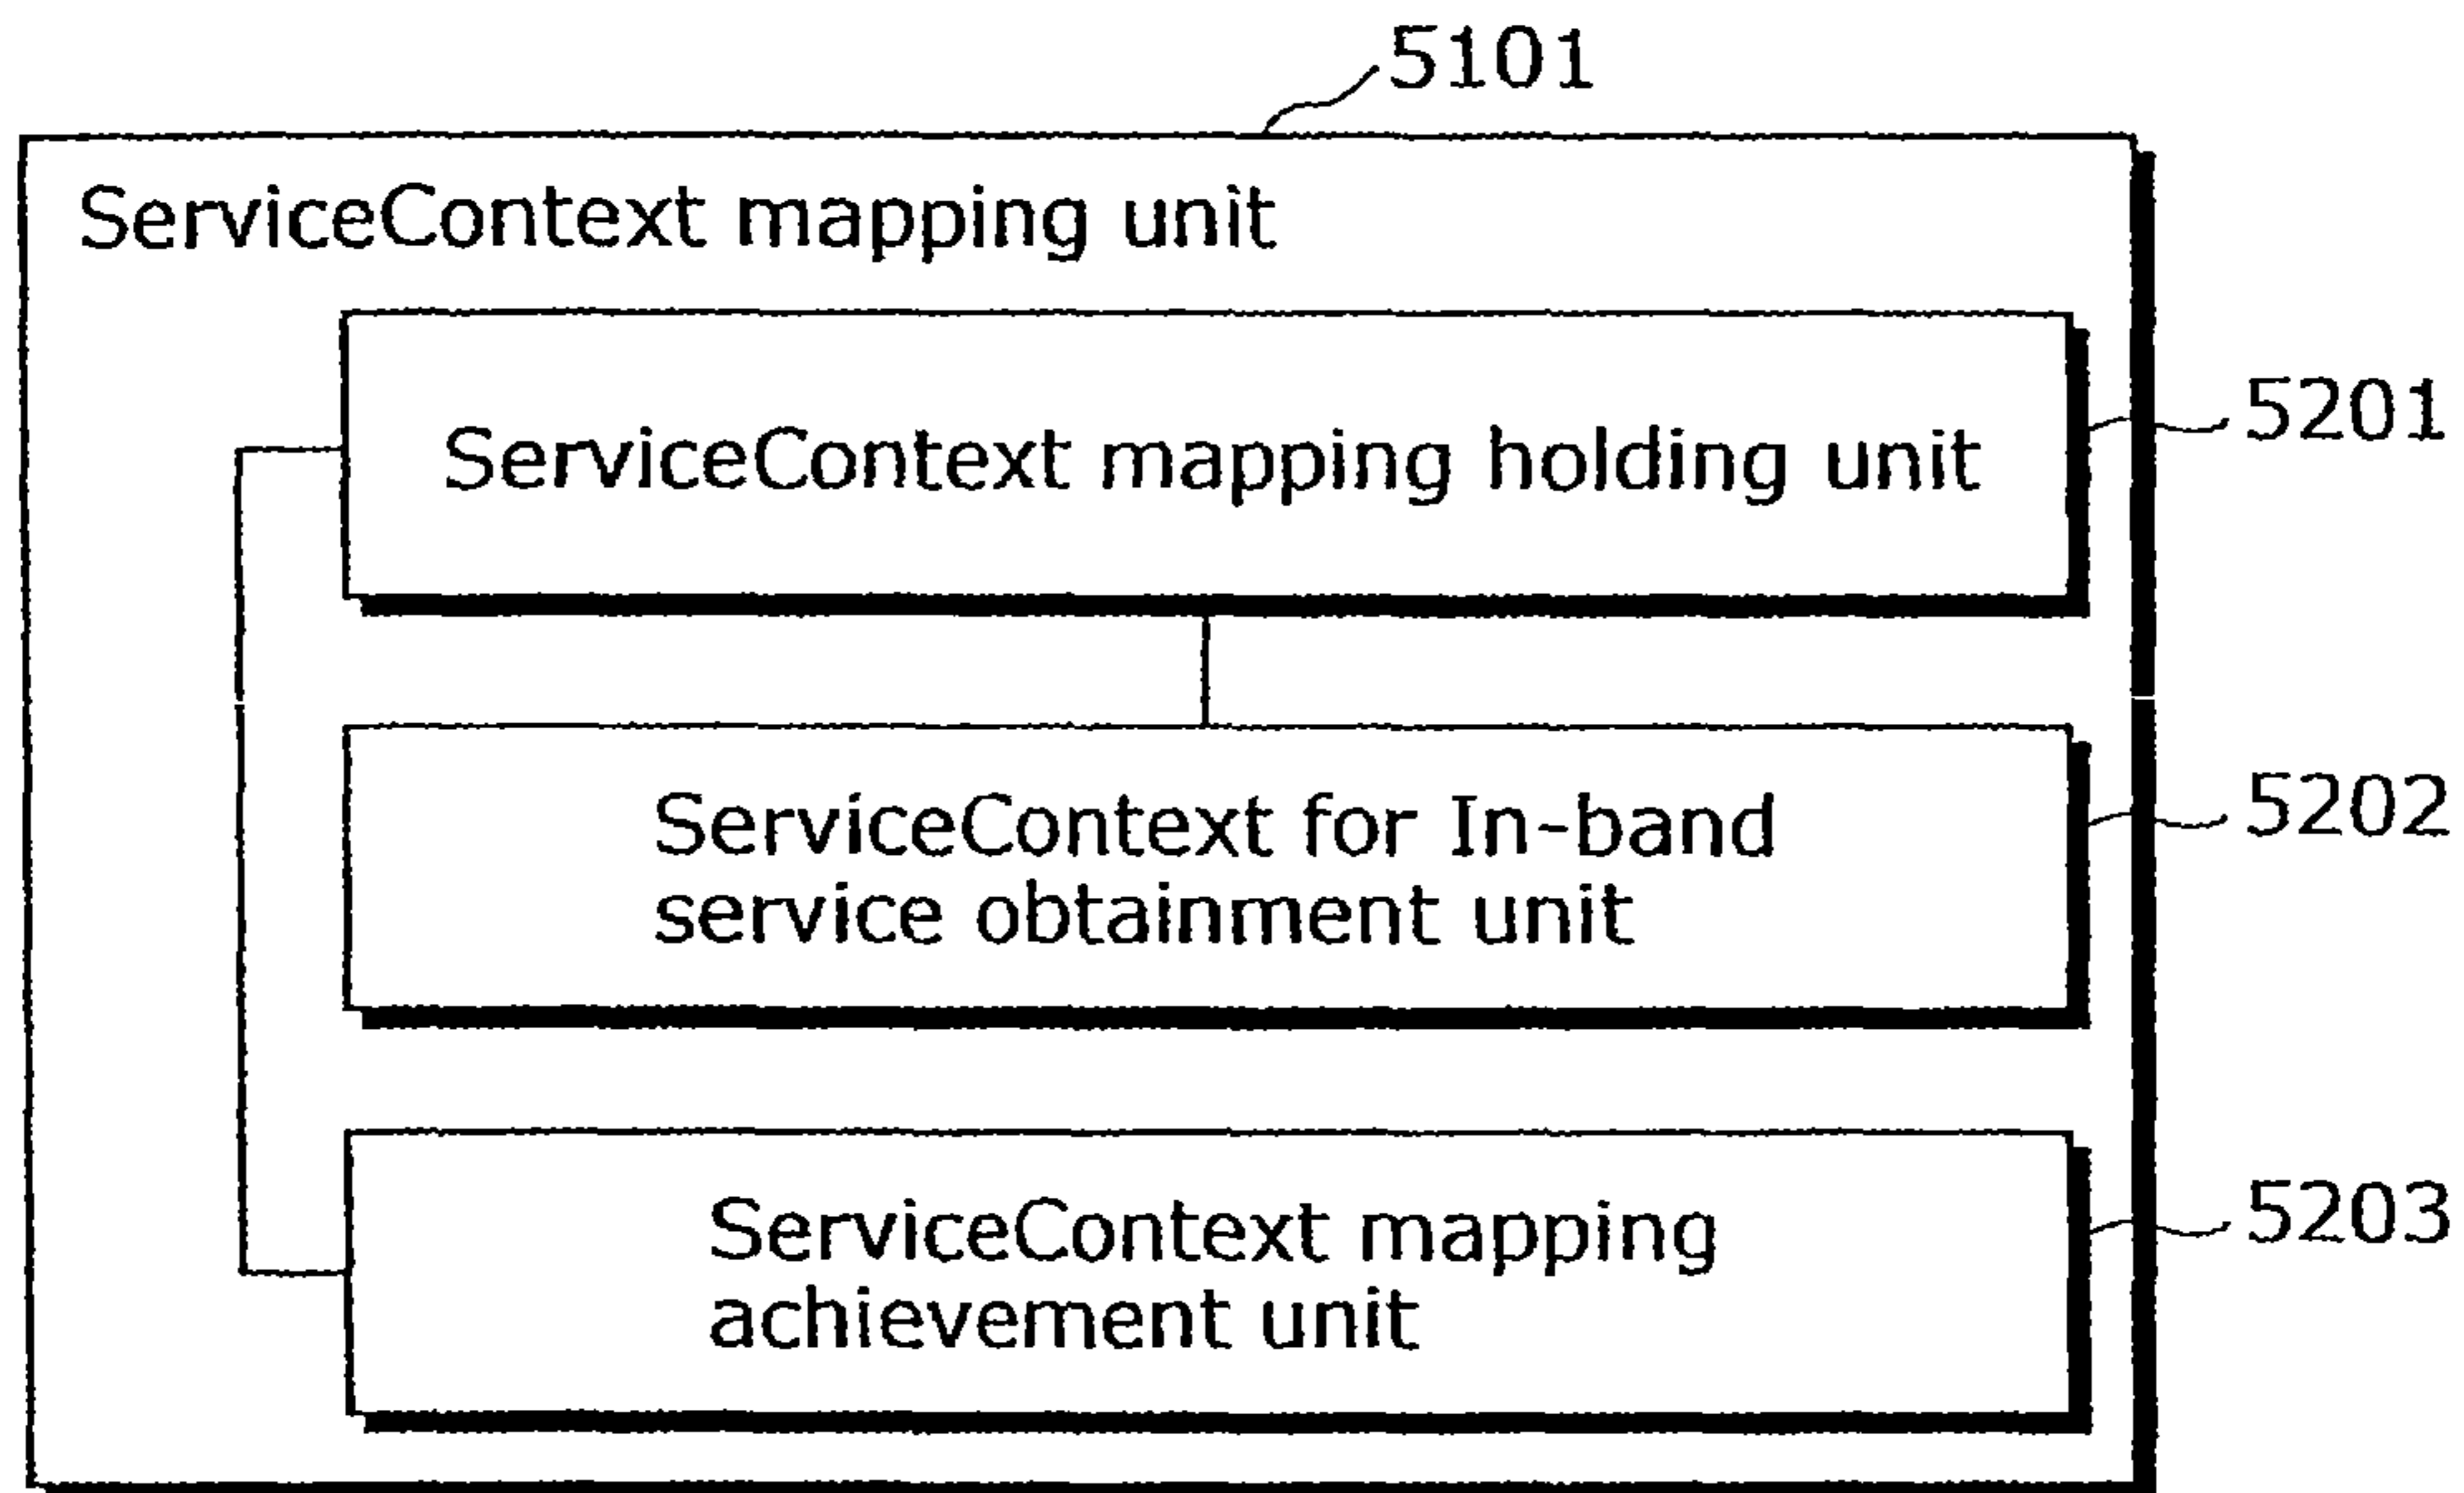 5101
ServiceContext mapping unit
ServiceContext mapping holding unit
5201
ServiceContext for In-band
service obtainment unit
5202
ServiceContext mapping
achievement unit
5203